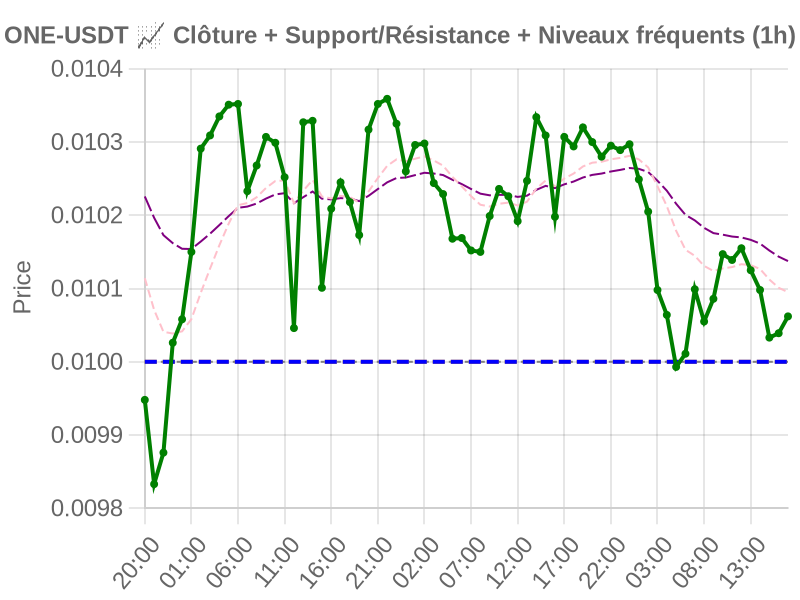 ONE-USDT 📈 Clôture + Support/Résistance + Niveaux fréquents (1h)
0.0104
0.0103
0.0102
0.0101
0.0100
0.0099
0.0098
Price
20:00 01:00 06:00 11:00 16:00 21:00 02:00 07:00 12:00 17:00 22:00 03:00 08:00 13:00